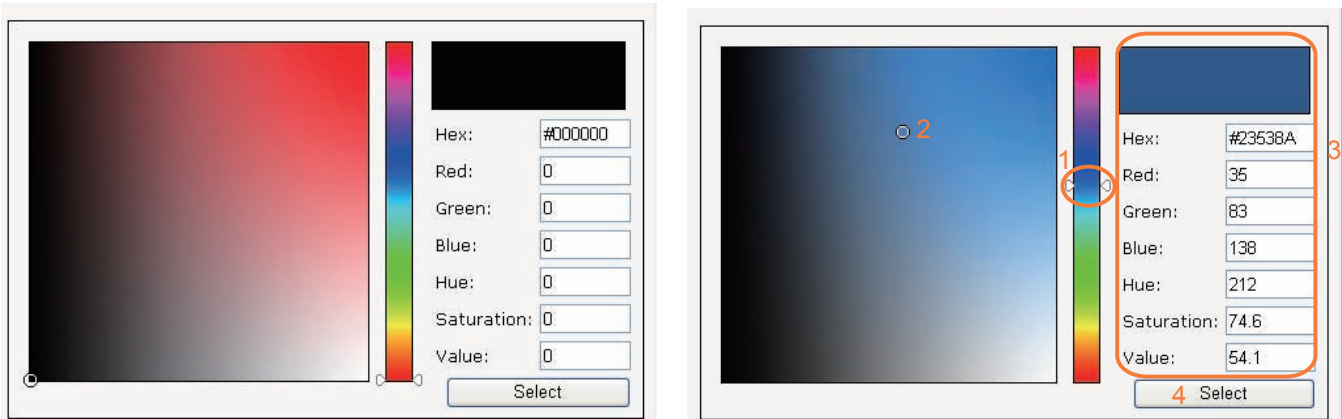 Hex: #000000
Red: 0
Green: 0
Blue: 0
Hue: 0
Saturation: 0
Value: 0
Select
1
2
3
Hex: #23538A
Red: 35
Green: 83
Blue: 138
Hue: 212
Saturation: 74.6
Value: 54.1
4 Select